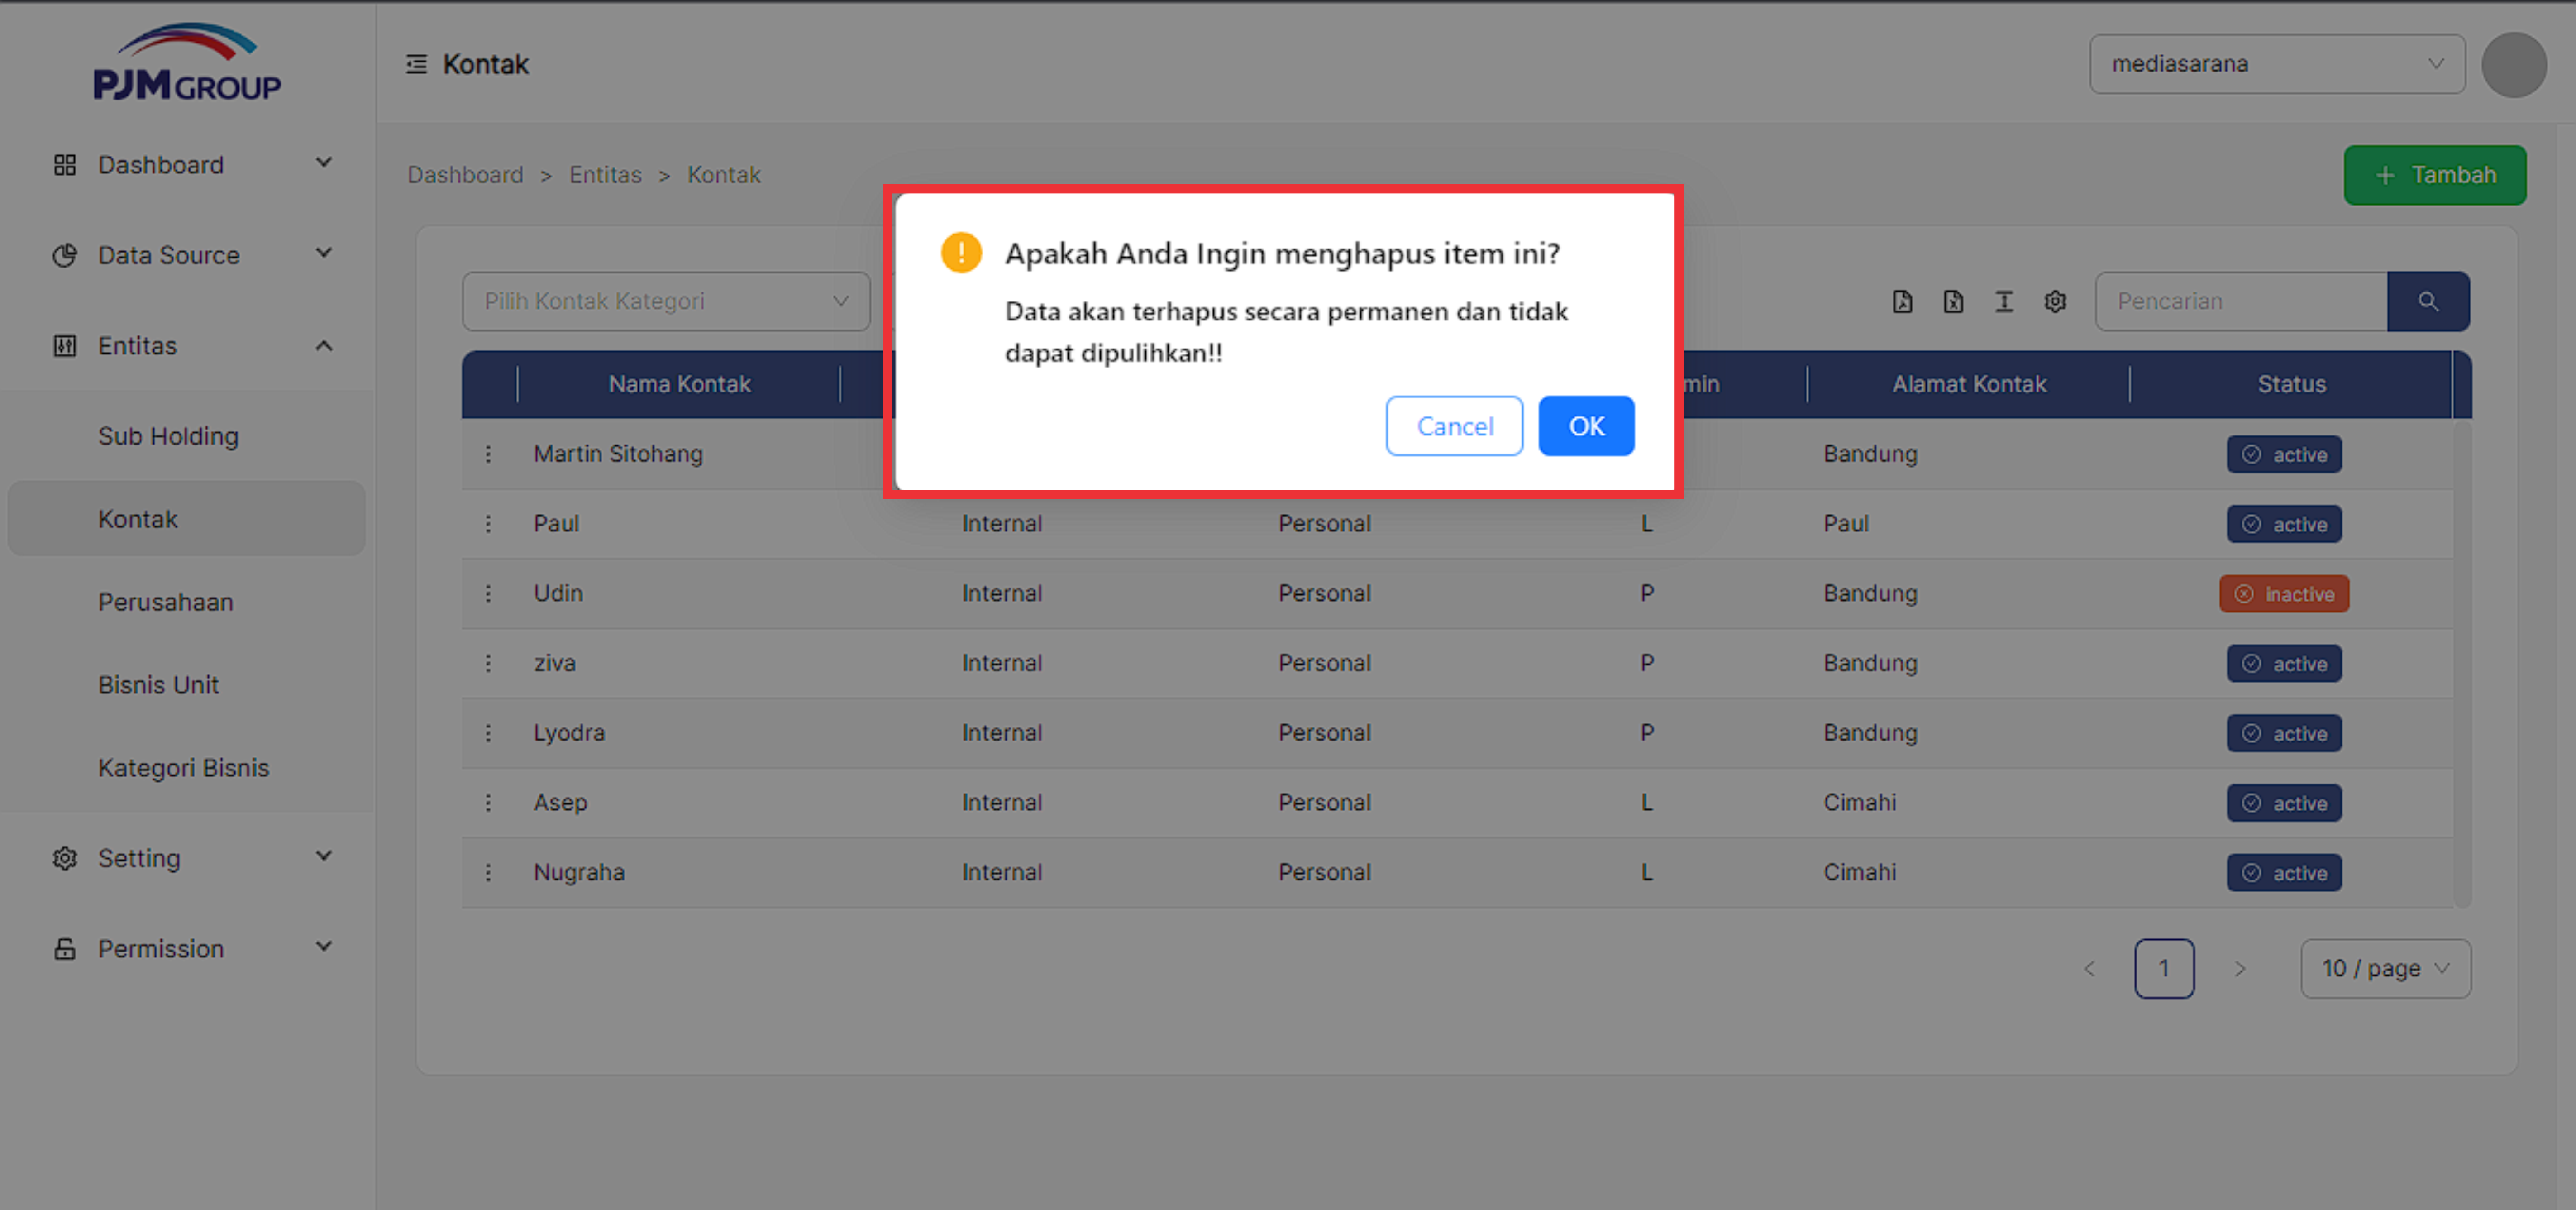 PJM GROUP
Kontak
mediasarana
Dashboard
Data Source
Entitas
Sub Holding
Kontak
Perusahaan
Bisnis Unit
Kategori Bisnis
Setting
Permission
Dashboard > Entitas > Kontak
+ Tambah
Apakah Anda Ingin menghapus item ini?
Data akan terhapus secara permanen dan tidak
dapat dipulihkan!!
Cancel OK
Pilih Kontak Kategori
Pencarian
Nama Kontak min Alamat Kontak Status
Martin Sitohang Bandung active
Paul Internal Personal L Paul active
Udin Internal Personal P Bandung inactive
ziva Internal Personal P Bandung active
Lyodra Internal Personal P Bandung active
Asep Internal Personal L Cimahi active
Nugraha Internal Personal L Cimahi active
< 1 > 10 / page